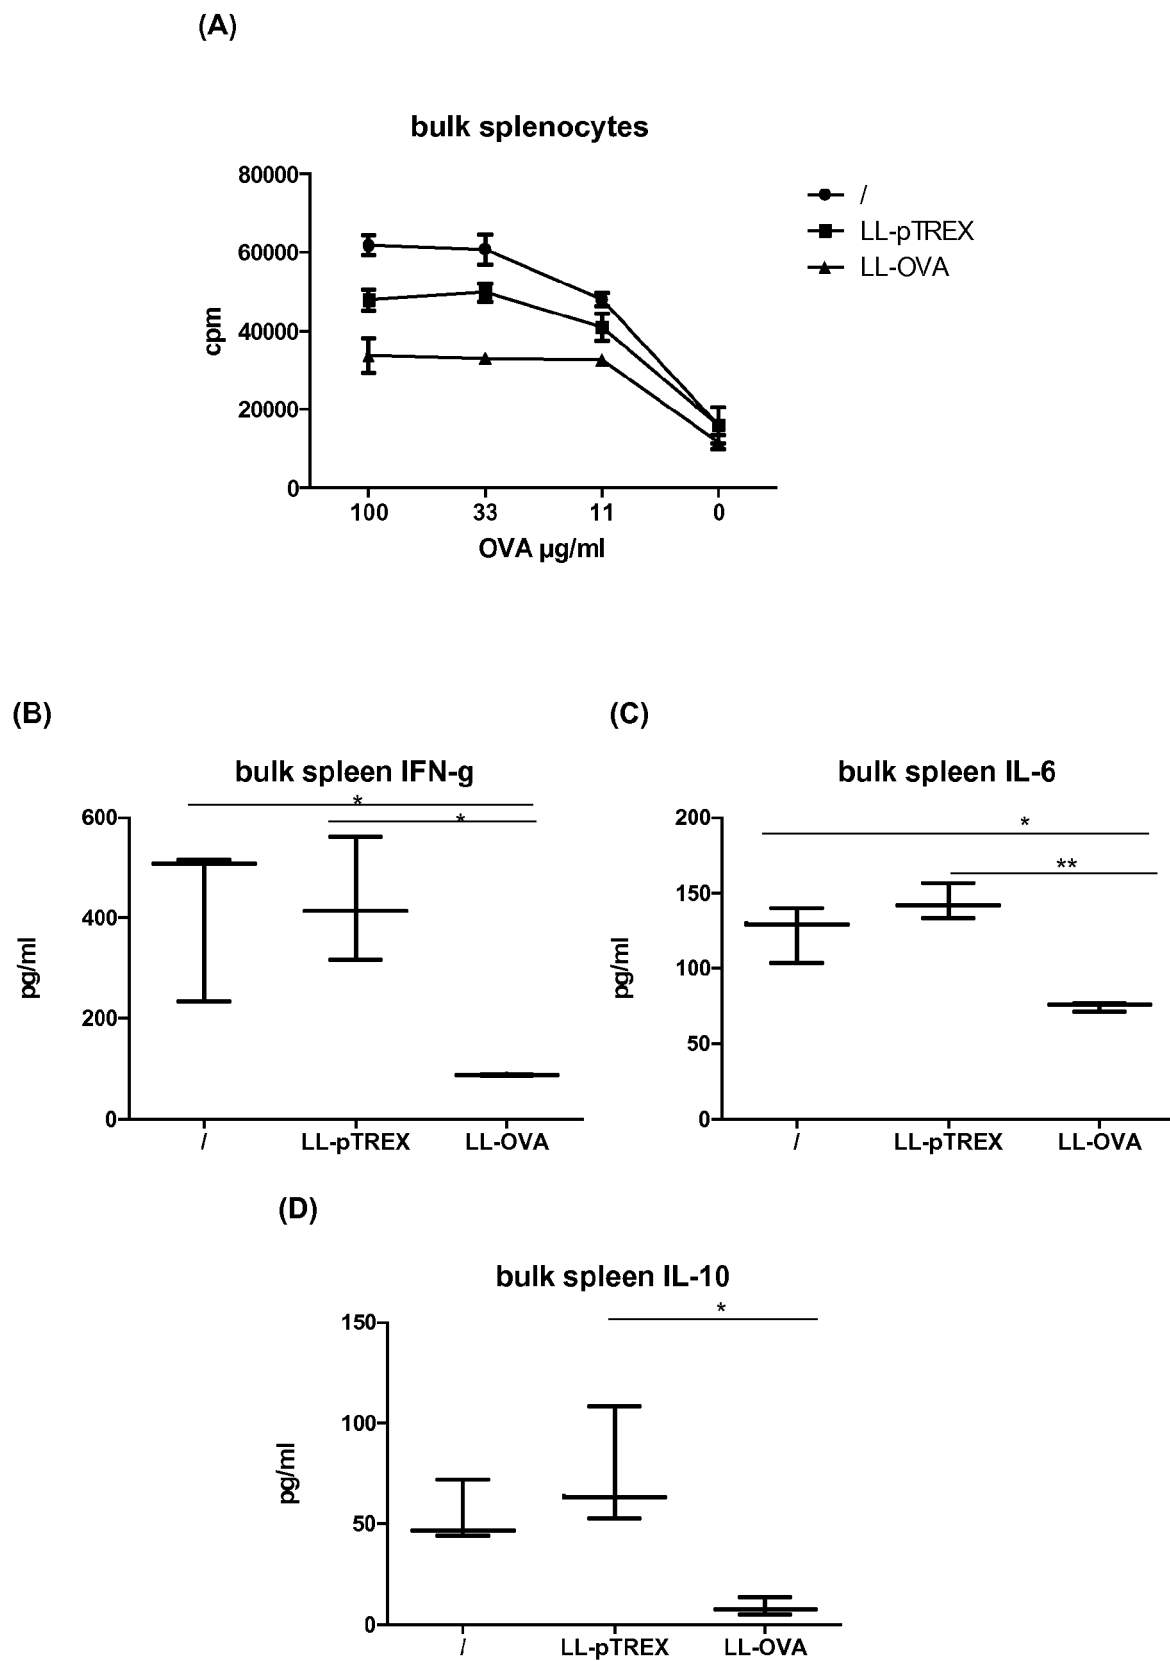 (A)
bulk splenocytes
80000
60000
40000
20000
0
cpm
100 33 11 0
OVA µg/ml
/
LL-pTREX
LL-OVA
(B)
bulk spleen IFN-g
*
*
600
400
200
0
pg/ml
/ LL-pTREX LL-OVA
(C)
bulk spleen IL-6
*
**
200
150
100
50
0
pg/ml
/ LL-pTREX LL-OVA
(D)
bulk spleen IL-10
*
150
100
50
0
pg/ml
/ LL-pTREX LL-OVA